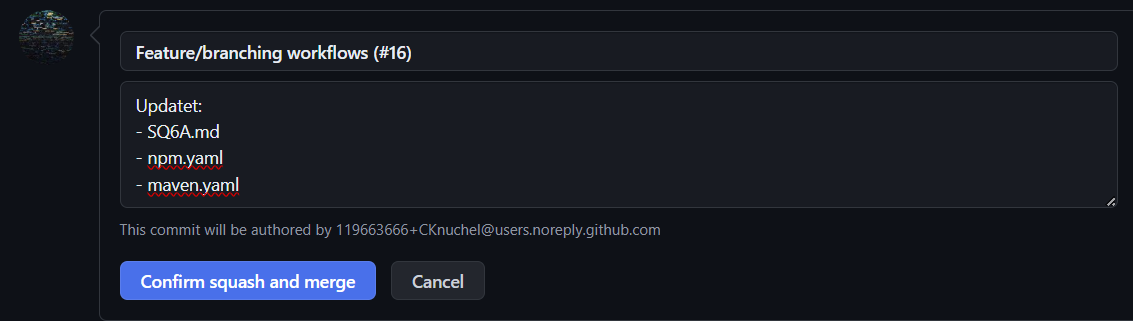 Feature/branching workflows (#16)
Updatet:
- SQ6A.md
- npm.yaml
- maven.yaml
This commit will be authored by 119663666+CKnuchel@users.noreply.github.com
Confirm squash and merge
Cancel